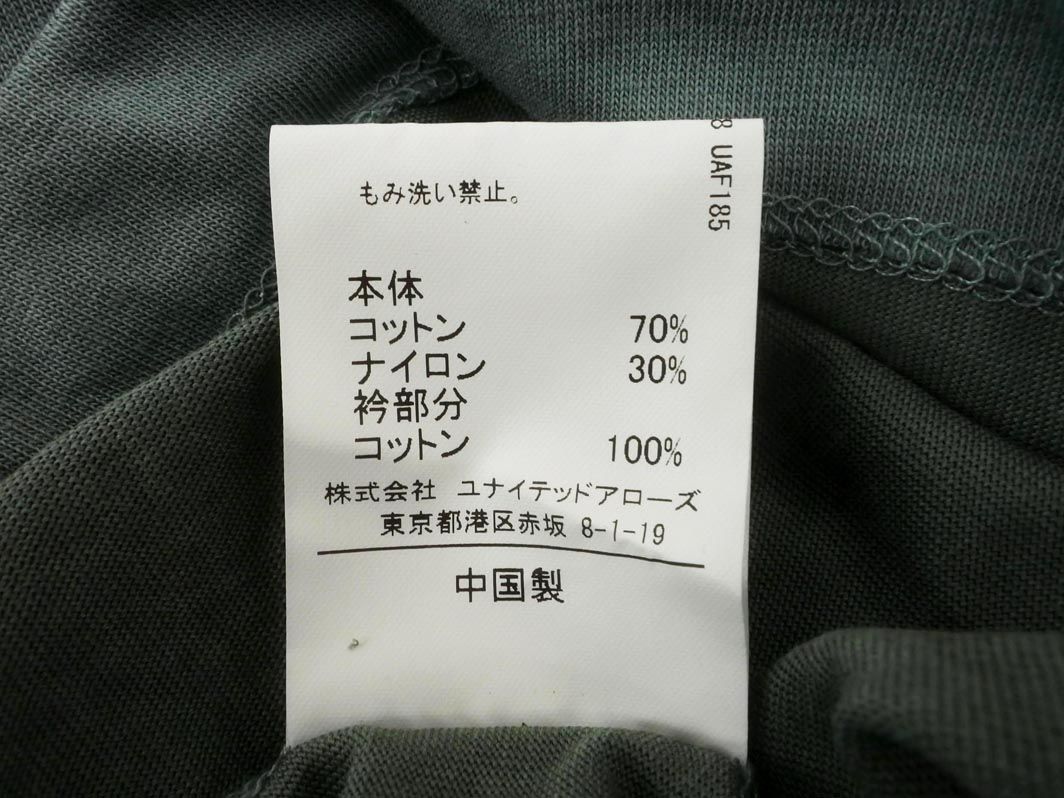 8 UAF185
もみ洗い禁止。
本体
コットン 70%
ナイロン 30%
衿部分
コットン 100%
株式会社 ユナイテッドアローズ
東京都港区赤坂 8-1-19
中国製